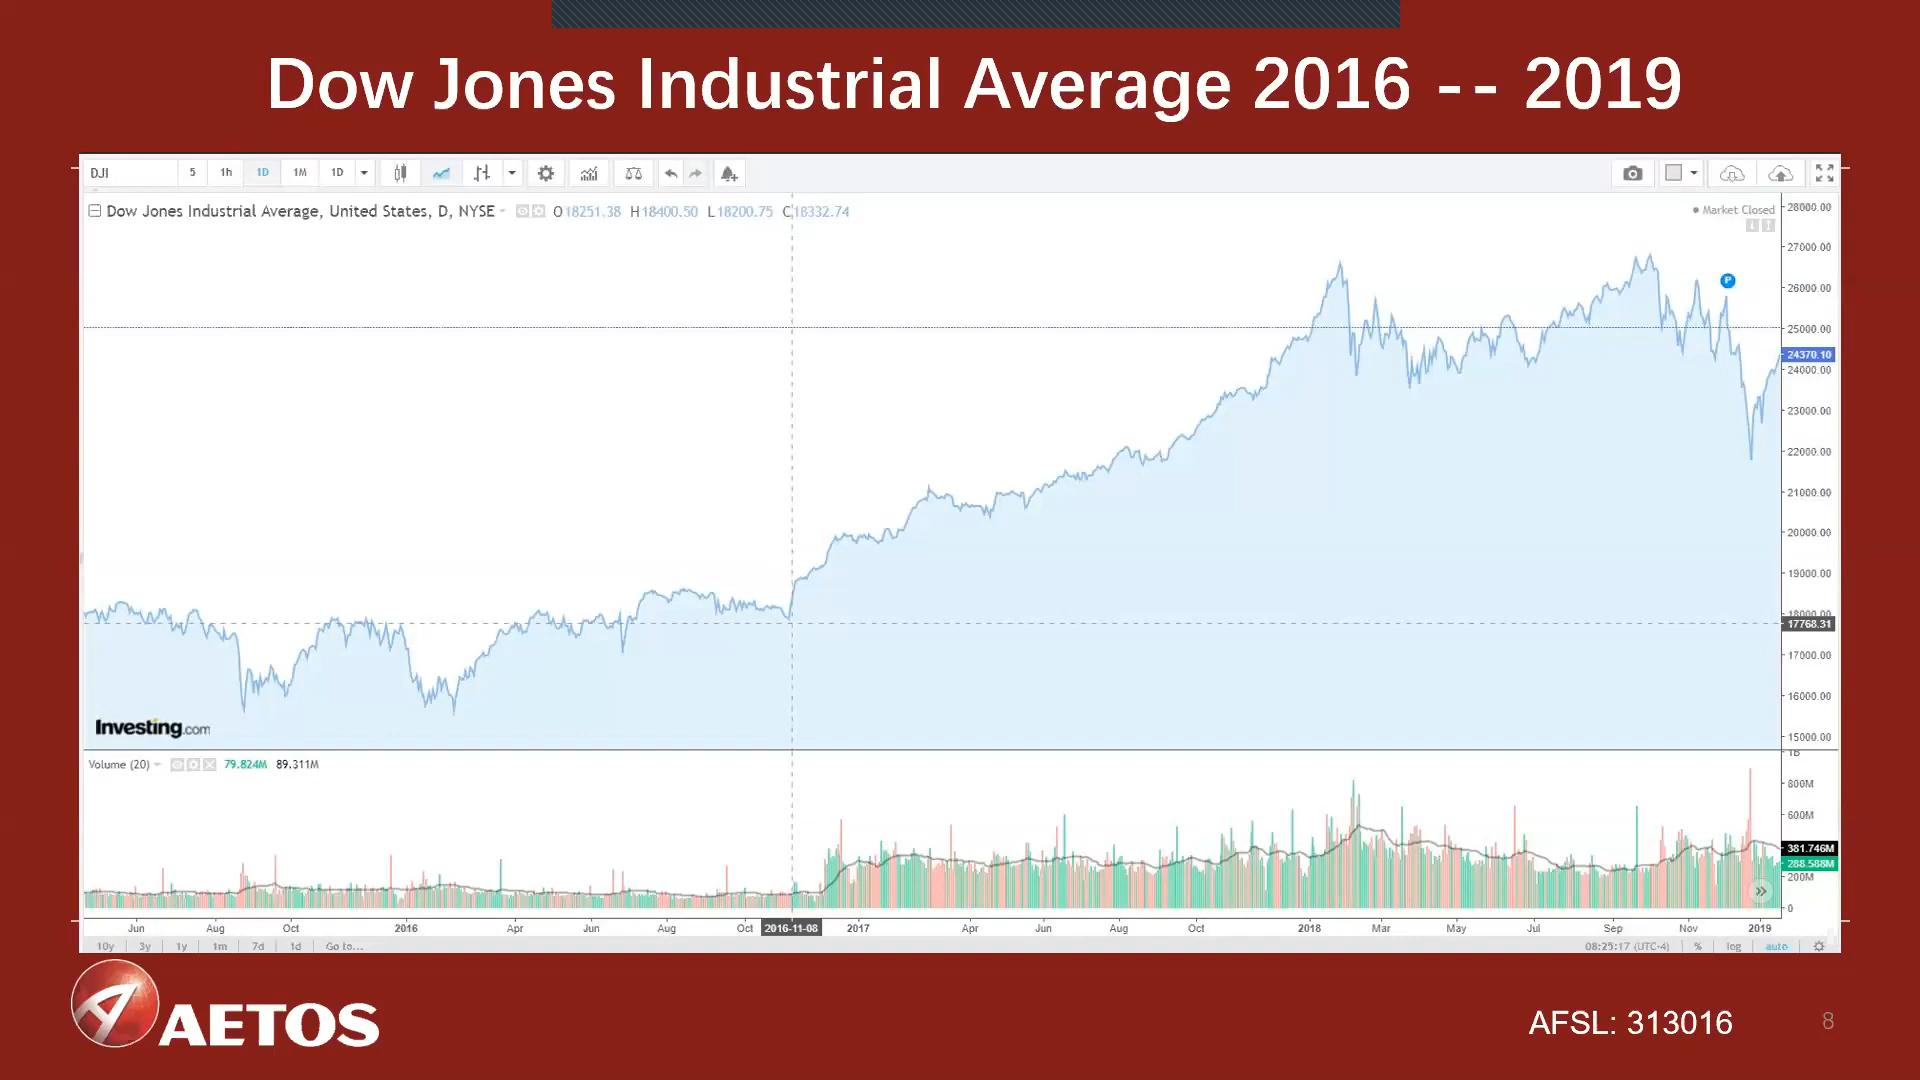 Dow Jones Industrial Average 2016 -- 2019
DJI 5 1h 1D 1M 1D
Dow Jones Industrial Average, United States, D, NYSE O18251.38 H18400.50 L18200.75 C18332.74
Market Closed
28000.00
27000.00
26000.00
P
25000.00
24370.10
24000.00
23000.00
22000.00
21000.00
20000.00
19000.00
18000.00
17768.31
17000.00
16000.00
Investing.com
15000.00
Volume (20) 79.824M 89.311M
1B
800M
600M
381.746M
288.588M
200M
0
Jun Aug Oct 2016 Apr Jun Aug Oct 2016-11-08 2017 Apr Jun Aug Oct 2018 Mar May Jul Sep Nov 2019
10y 3y 1y 1m 7d 1d Go to... 08:25:17 (UTC-4) % log auto
AETOS
AFSL: 313016
8